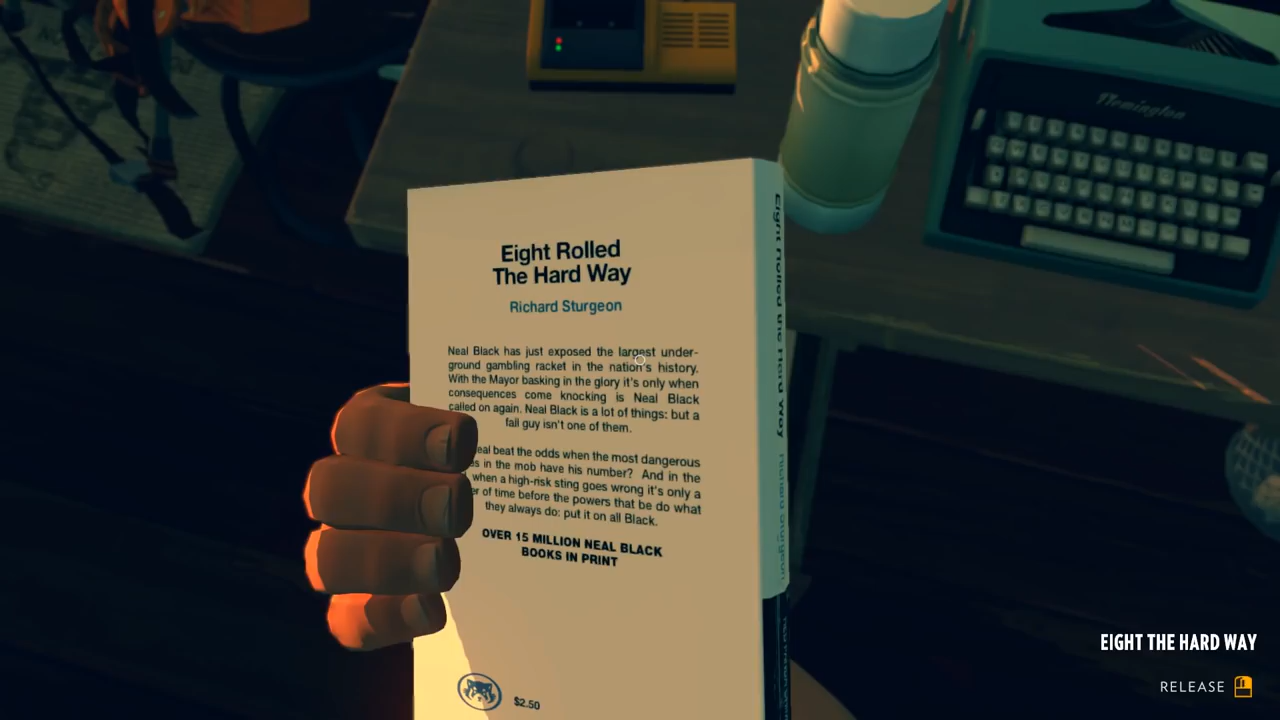 Flemington
Eight Rolled
The Hard Way
Richard Sturgeon
Neal Black has just exposed the largest under-
ground gambling racket in the nation's history.
With the Mayor basking in the glory it's only when
consequences come knocking is Neal Black
called on again. Neal Black is a lot of things: but a
fall guy isn't one of them.
eal beat the odds when the most dangerous
es in the mob have his number? And in the
when a high-risk sting goes wrong it's only a
er of time before the powers that be do what
they always do: put it on all Black.
OVER 15 MILLION NEAL BLACK
BOOKS IN PRINT
$2.50
Eight Rolled the Hard Way Richard Sturgeon
EIGHT THE HARD WAY
RELEASE